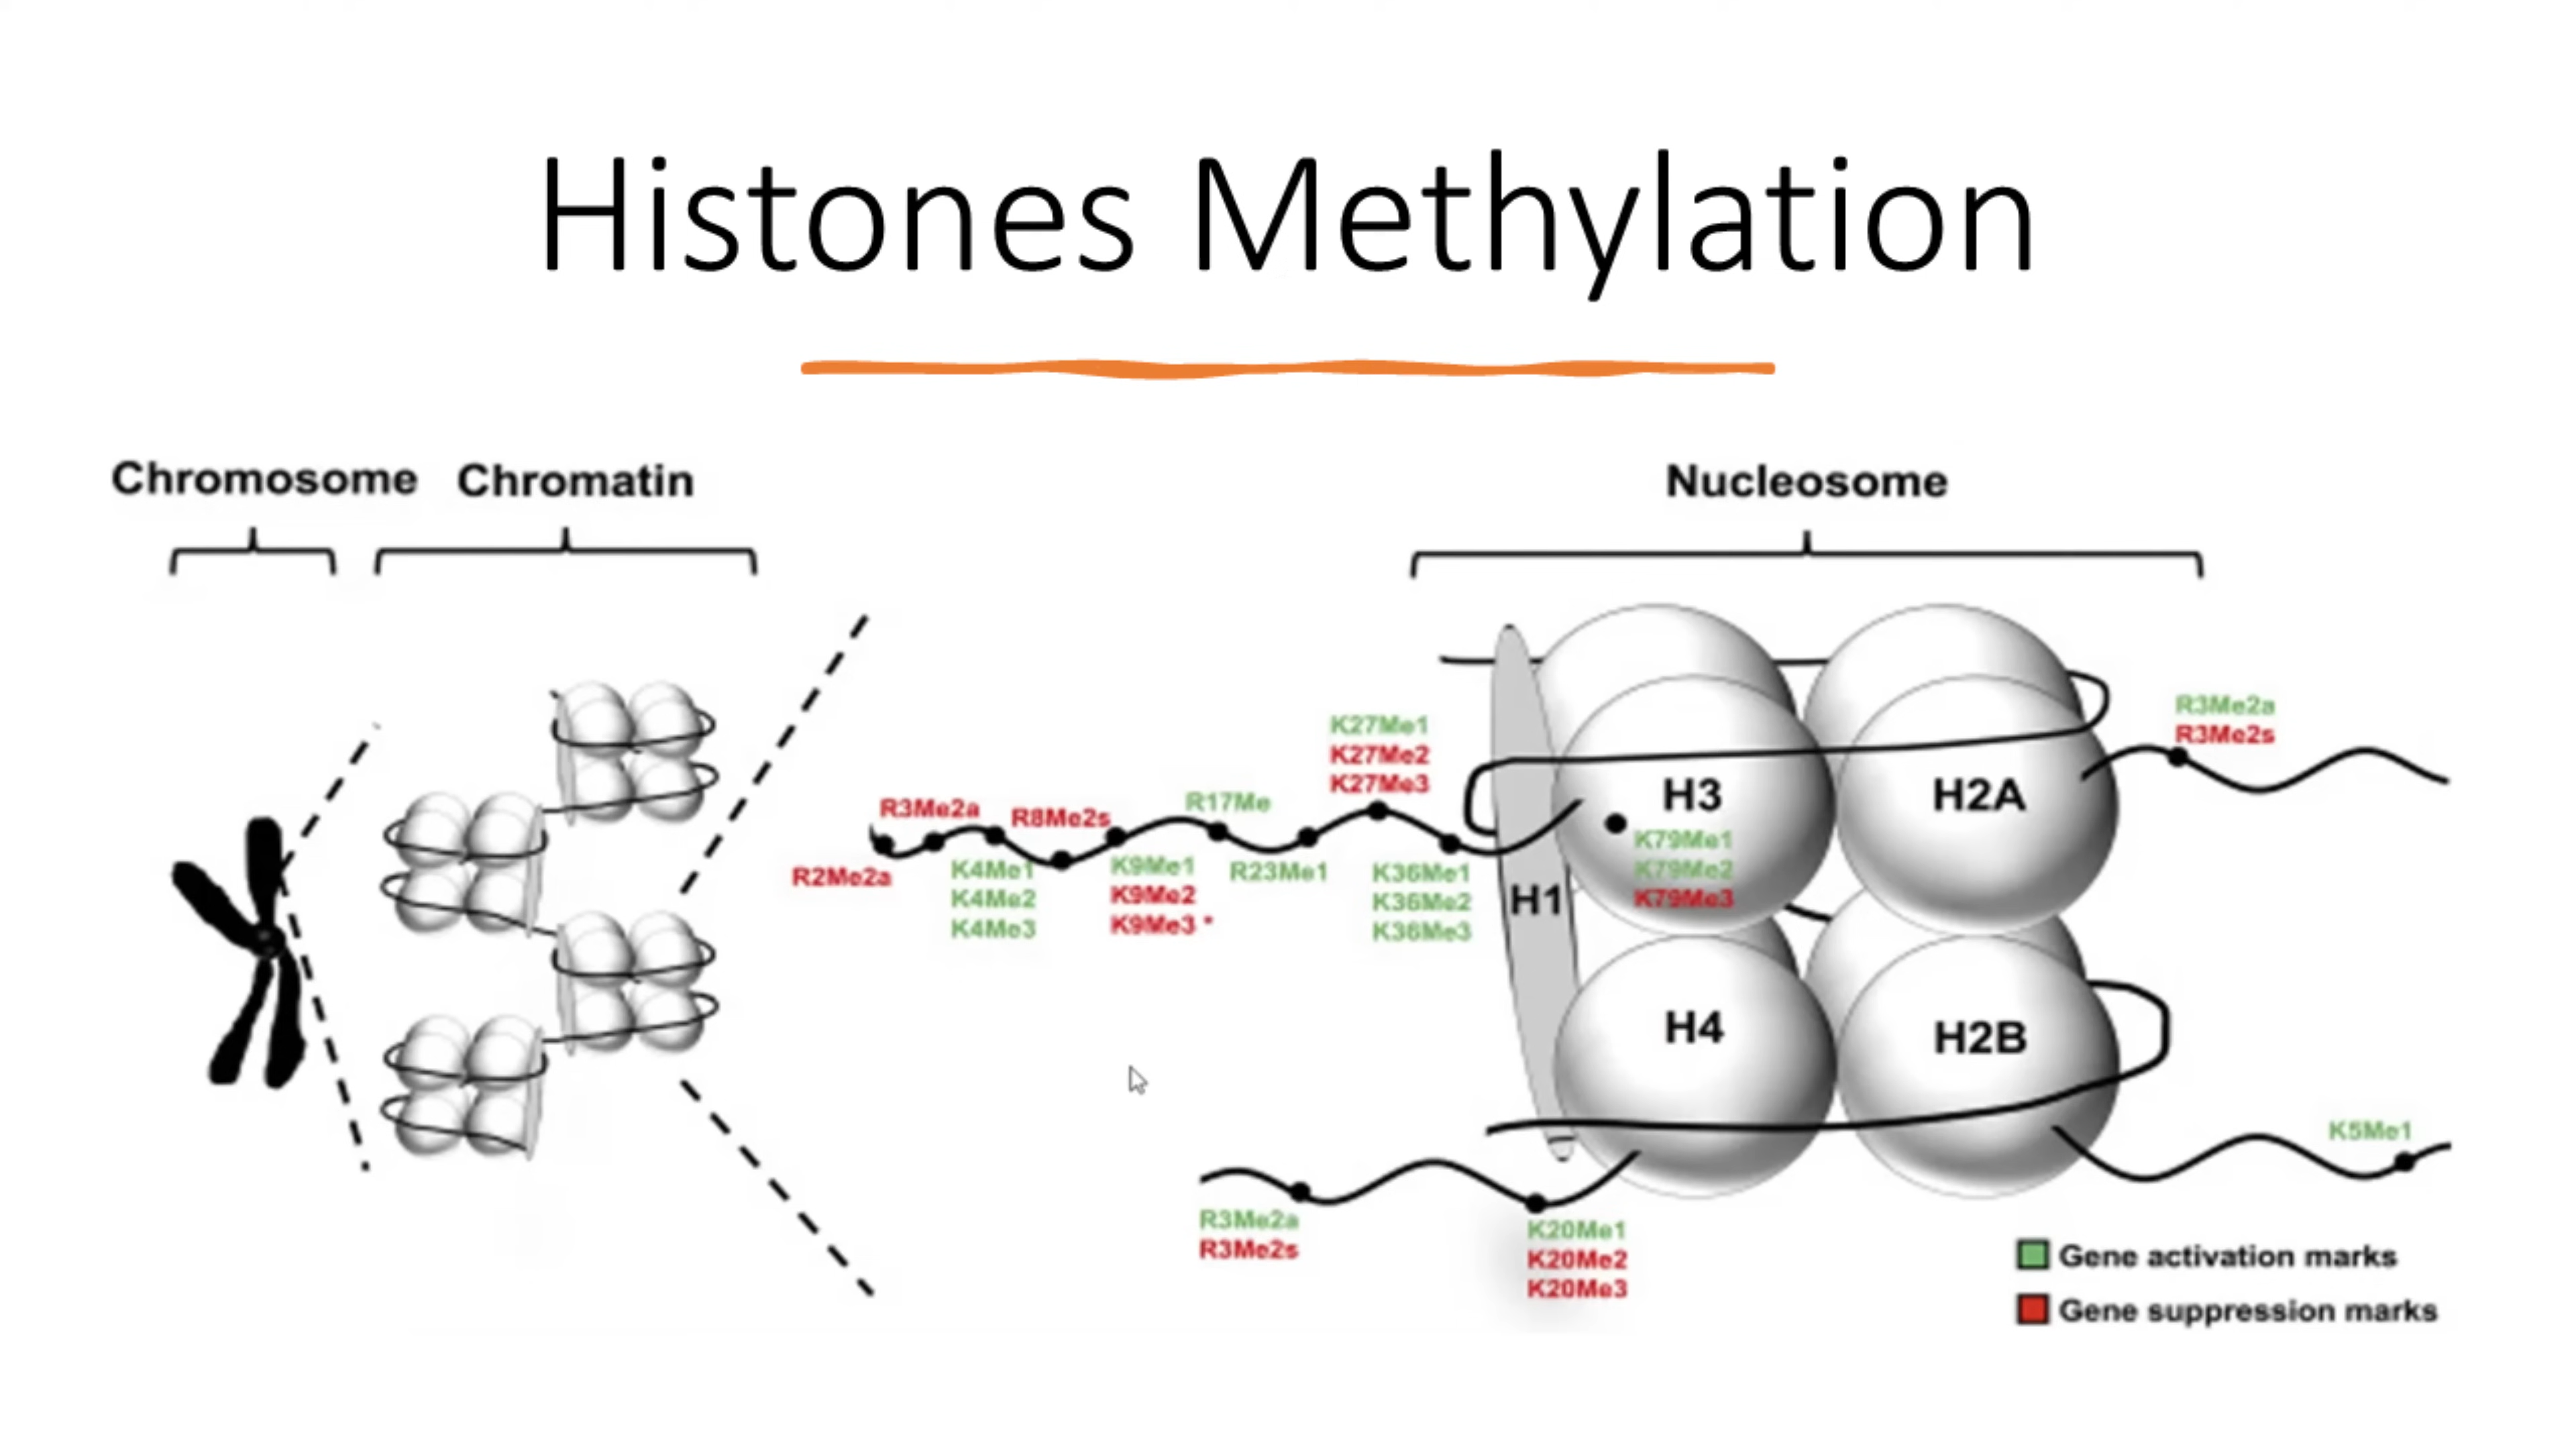 Histones Methylation
Chromosome
Chromatin
Nucleosome
R3Me2a
R2Me2a
K4Me1
K4Me2
K4Me3
R8Me2s
K9Me1
K9Me2
K9Me3 *
R17Me
R23Me1
K27Me1
K27Me2
K27Me3
K36Me1
K36Me2
K36Me3
H1
H3
K79Me1
K79Me2
K79Me3
H2A
R3Me2a
R3Me2s
H4
H2B
K5Me1
R3Me2a
R3Me2s
K20Me1
K20Me2
K20Me3
Gene activation marks
Gene suppression marks